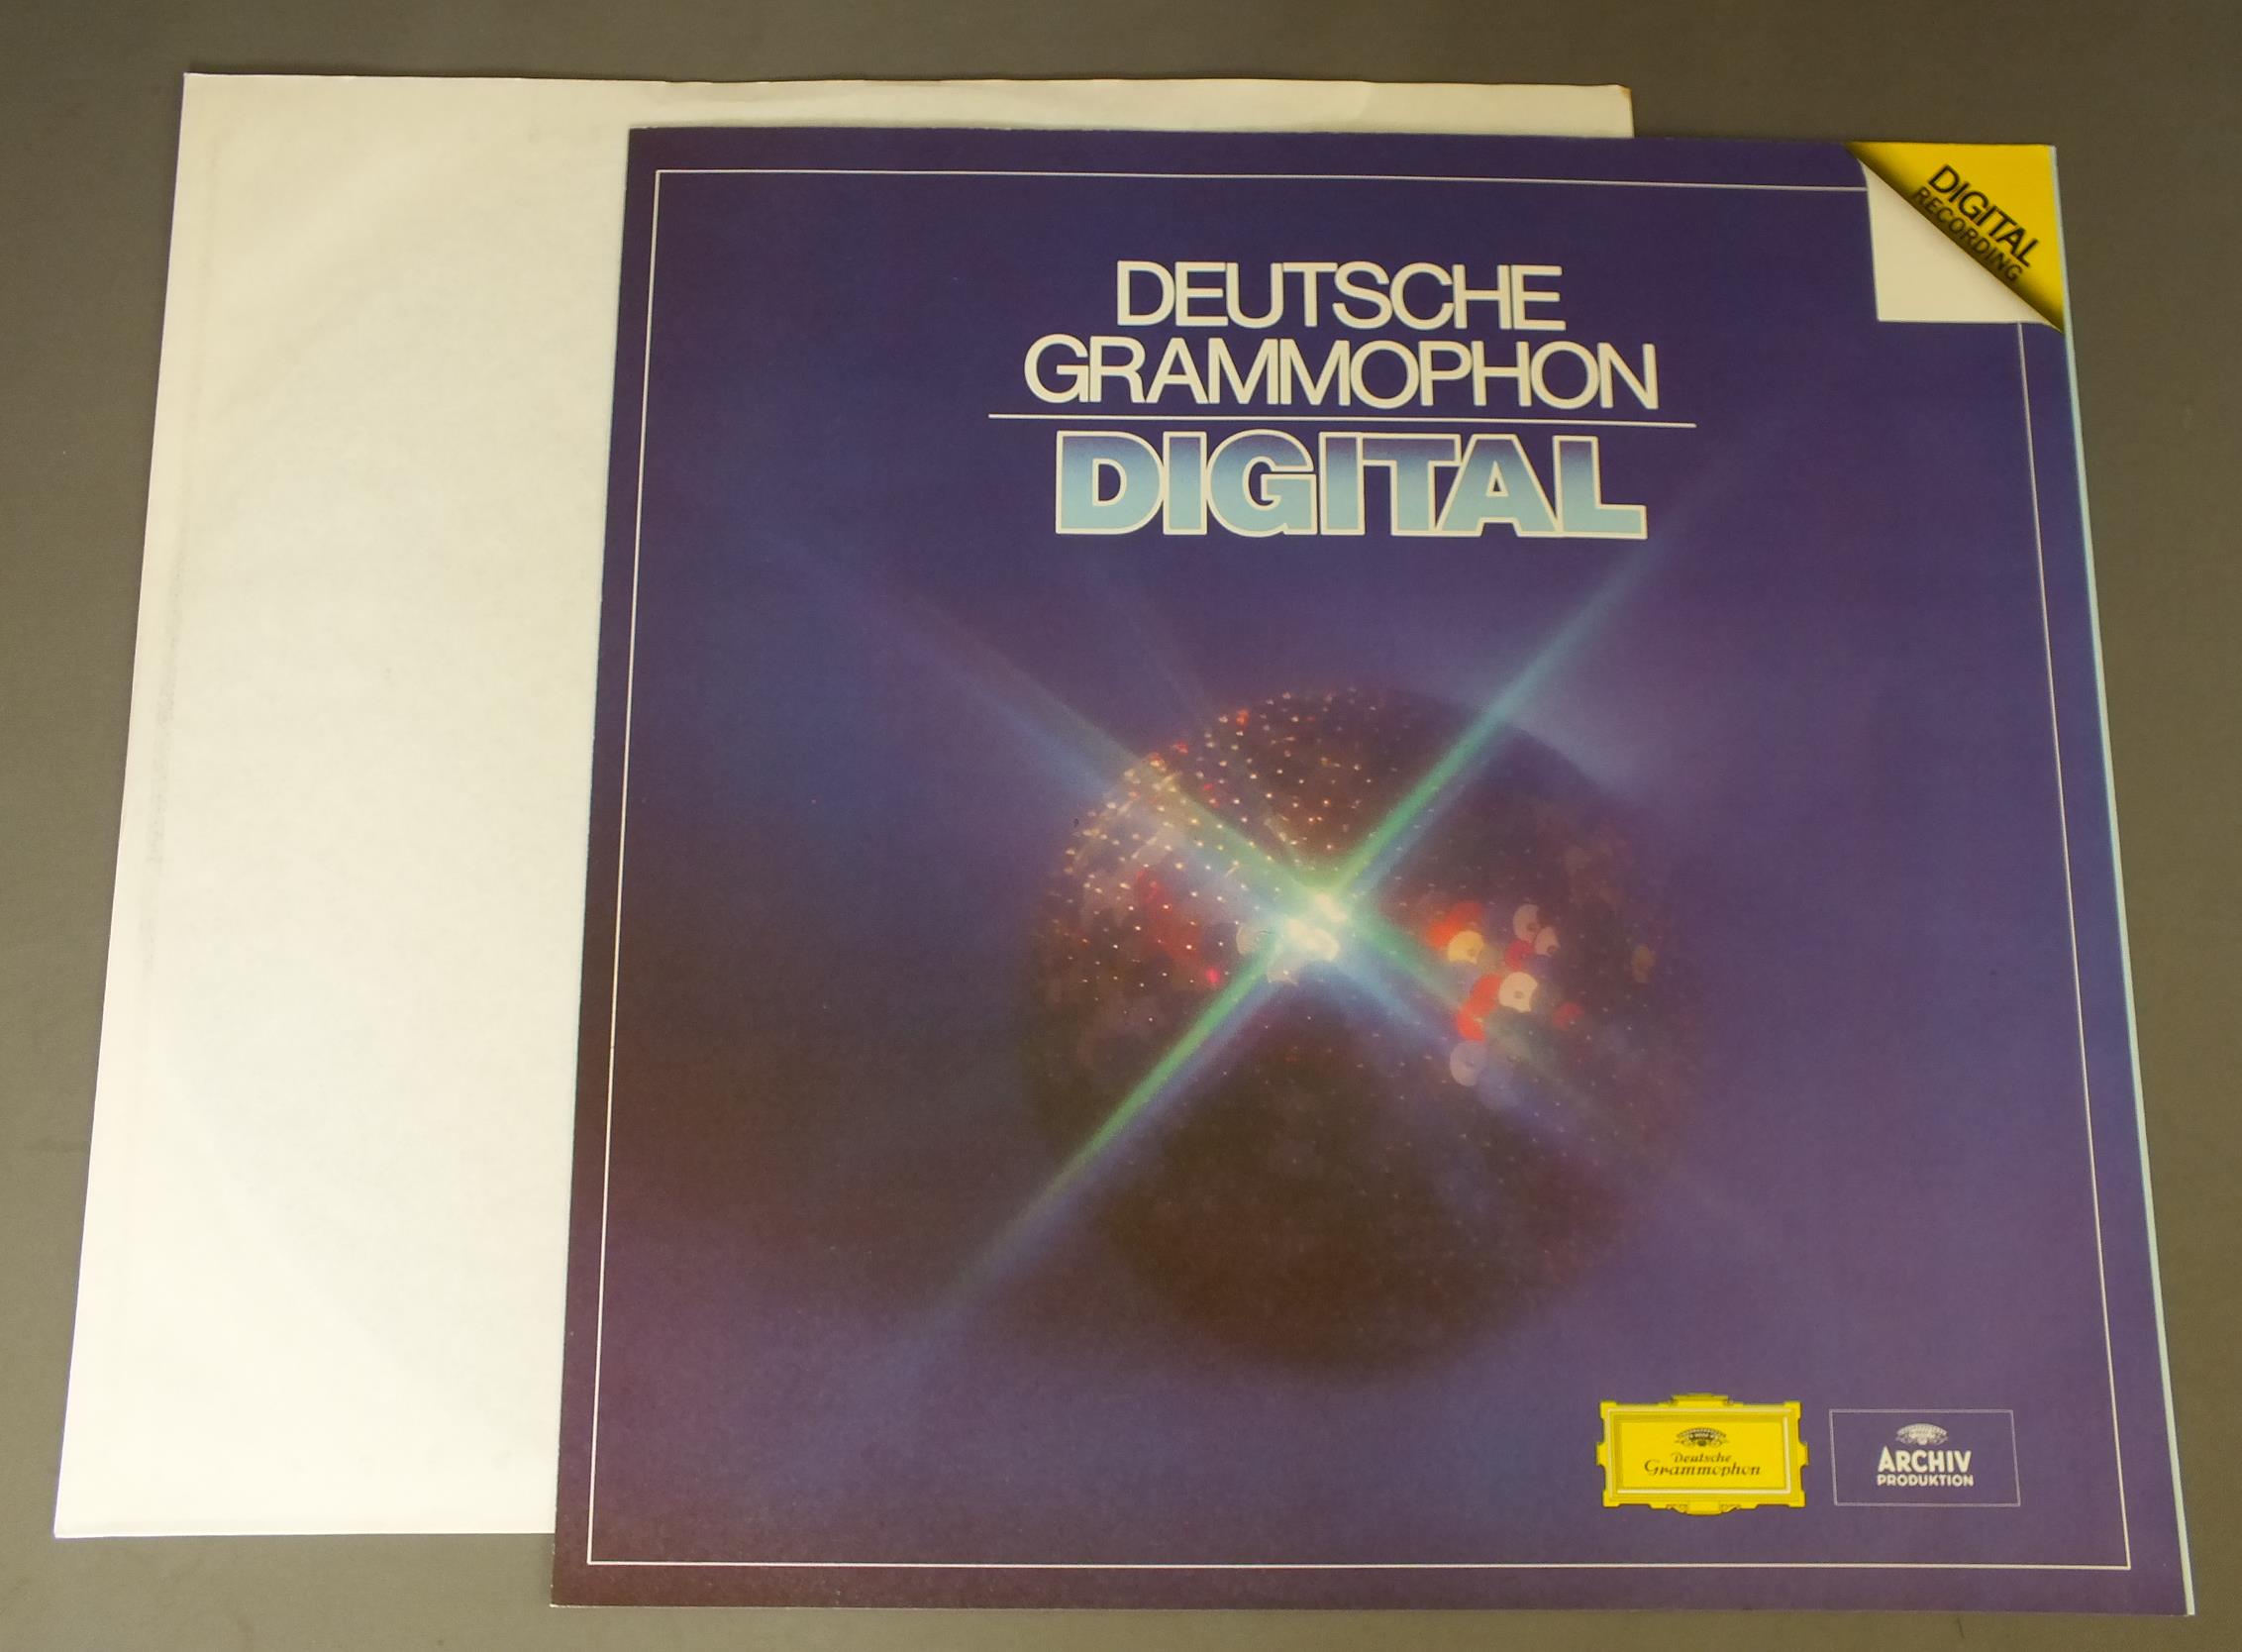 DIGITAL
RECORDING
DEUTSCHE
GRAMMOPHON
DIGITAL
Deutsche
Grammophon
ARCHIV
PRODUKTION